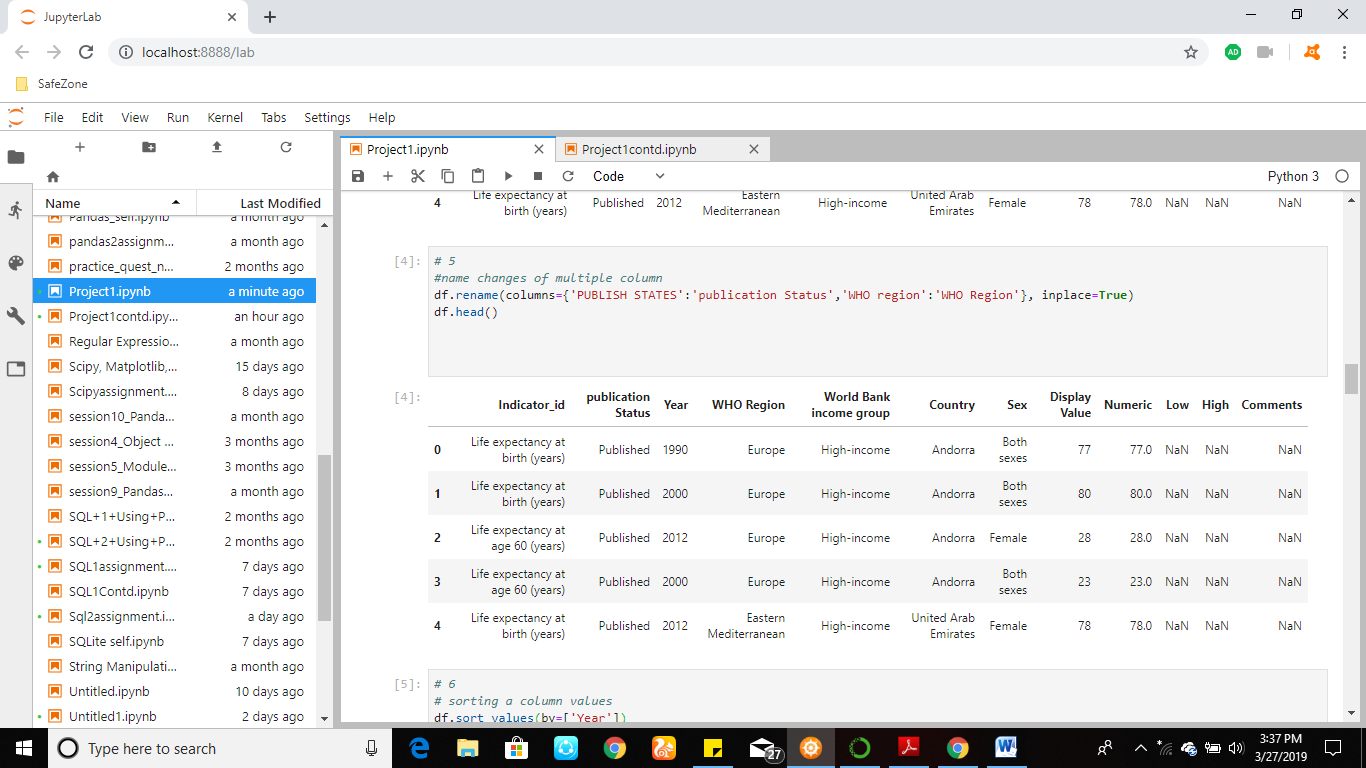 JupyterLab
localhost:8888/lab
AD
SafeZone
File Edit View Run Kernel Tabs Settings Help
Name Last Modified
Pandas_self.ipynb a month ago
pandas2assignm... a month ago
practice_quest_n... 2 months ago
Project1.ipynb a minute ago
Project1contd.ipy... an hour ago
Regular Expressio... a month ago
Scipy, Matplotlib,... 15 days ago
Scipyassignment.... 8 days ago
session10_Panda... a month ago
session4_Object ... 3 months ago
session5_Module... 3 months ago
session9_Pandas... a month ago
SQL+1+Using+P... 2 months ago
SQL+2+Using+P... 2 months ago
SQL1assignment.... 7 days ago
SQL1Contd.ipynb 7 days ago
Sql2assignment.i... a day ago
SQLite self.ipynb 7 days ago
String Manipulati... a month ago
Untitled.ipynb 10 days ago
Untitled1.ipynb 2 days ago
Project1.ipynb Project1contd.ipynb
Code Python 3
4 Life expectancy at birth (years) Published 2012 Eastern Mediterranean High-income United Arab Emirates Female 78 78.0 NaN NaN NaN
[4]: # 5
#name changes of multiple column
df.rename(columns={'PUBLISH STATES':'publication Status','WHO region':'WHO Region'}, inplace=True)
df.head()
[4]:
Indicator_id publication Status Year WHO Region World Bank income group Country Sex Display Value Numeric Low High Comments
0 Life expectancy at birth (years) Published 1990 Europe High-income Andorra Both sexes 77 77.0 NaN NaN NaN
1 Life expectancy at birth (years) Published 2000 Europe High-income Andorra Both sexes 80 80.0 NaN NaN NaN
2 Life expectancy at age 60 (years) Published 2012 Europe High-income Andorra Female 28 28.0 NaN NaN NaN
3 Life expectancy at age 60 (years) Published 2000 Europe High-income Andorra Both sexes 23 23.0 NaN NaN NaN
4 Life expectancy at birth (years) Published 2012 Eastern Mediterranean High-income United Arab Emirates Female 78 78.0 NaN NaN NaN
[5]: # 6
# sorting a column values
df.sort_values(by=['Year'])
Type here to search
27
3:37 PM
3/27/2019